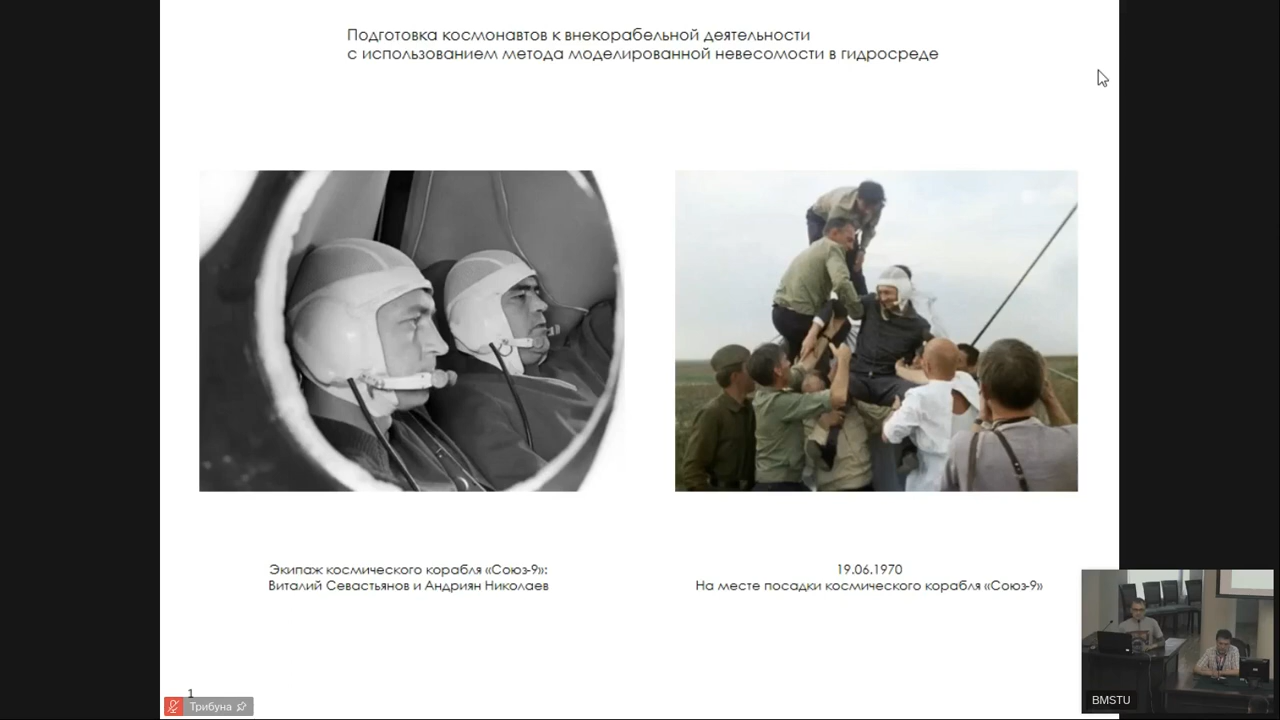 Подготовка космонавтов к внекорабельной деятельности
с использованием метода моделированной невесомости в гидросреде
Экипаж космического корабля «Союз-9»:
Виталий Севастьянов и Андриян Николаев
19.06.1970
На месте посадки космического корабля «Союз-9»
1
Трибуна
BMSTU